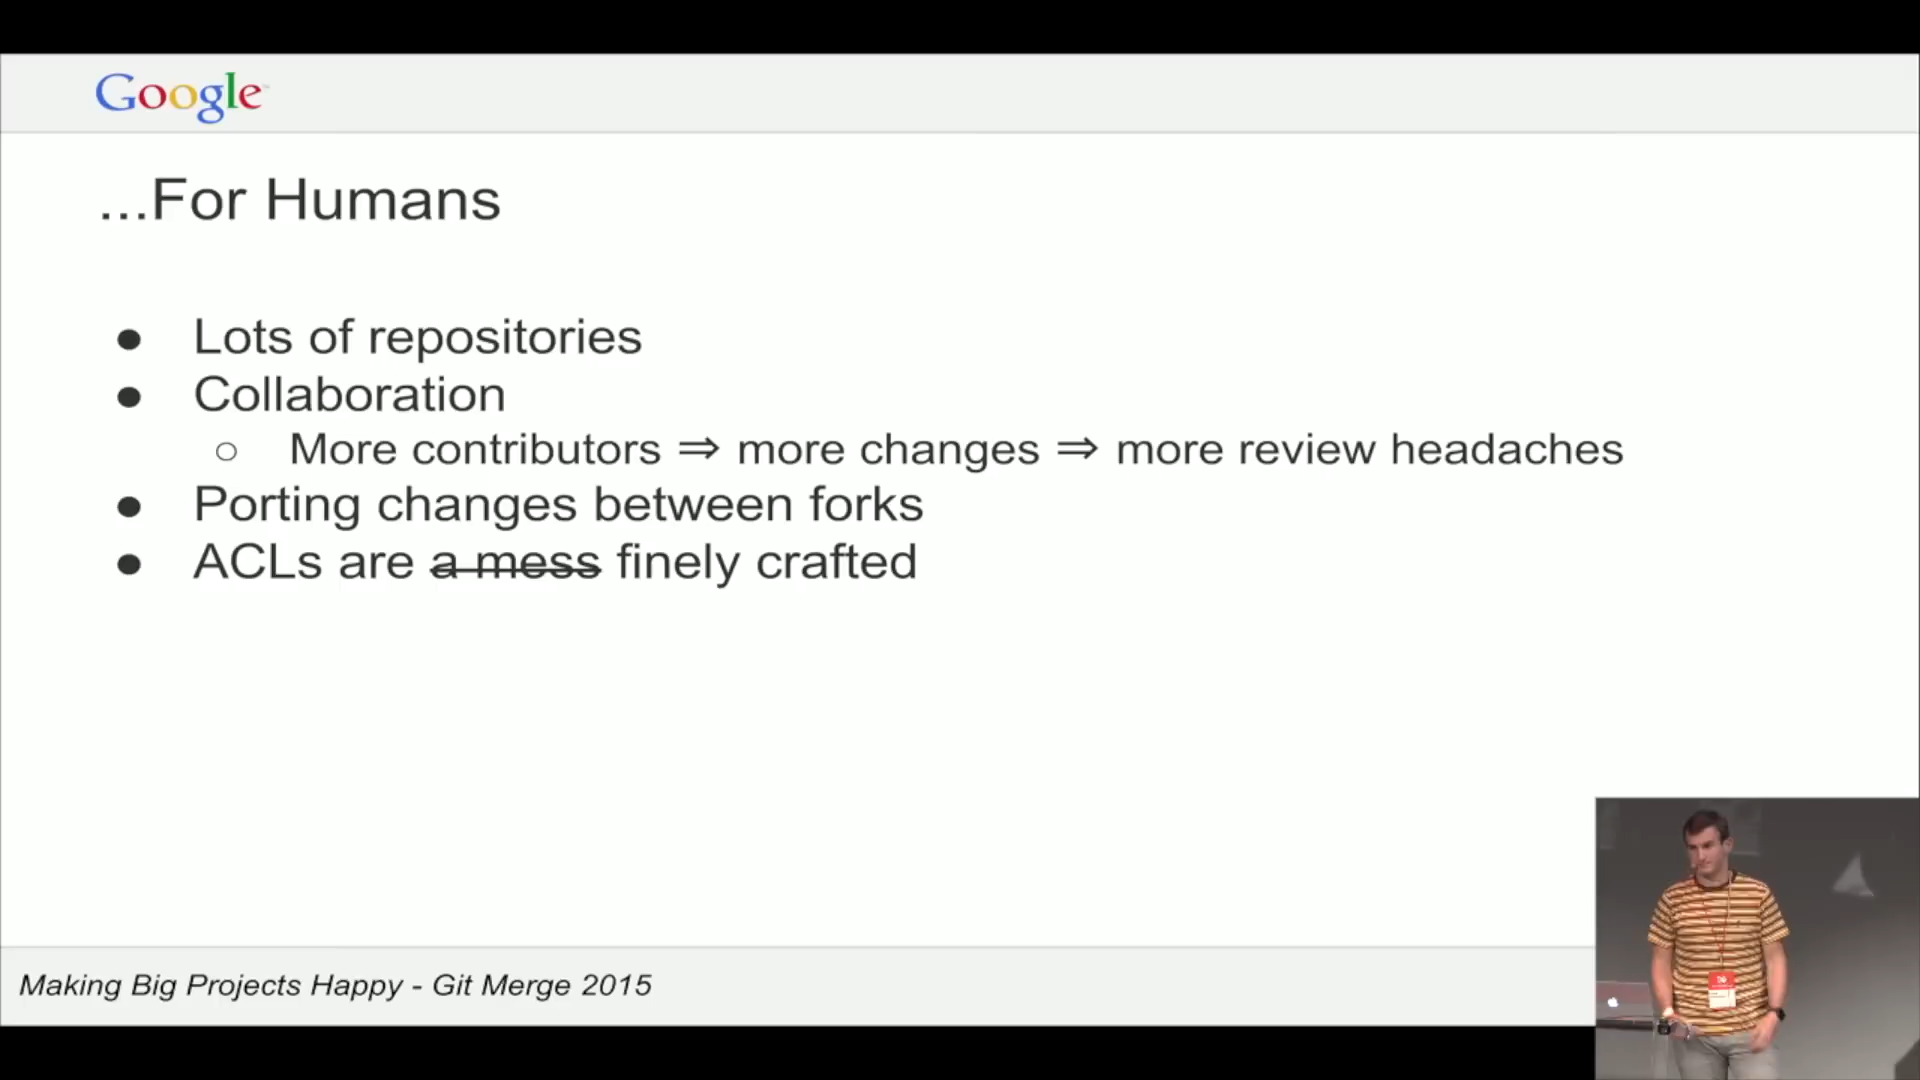 Google
...For Humans
● Lots of repositories
● Collaboration
○ More contributors ⇒ more changes ⇒ more review headaches
● Porting changes between forks
● ACLs are a mess finely crafted
Making Big Projects Happy - Git Merge 2015